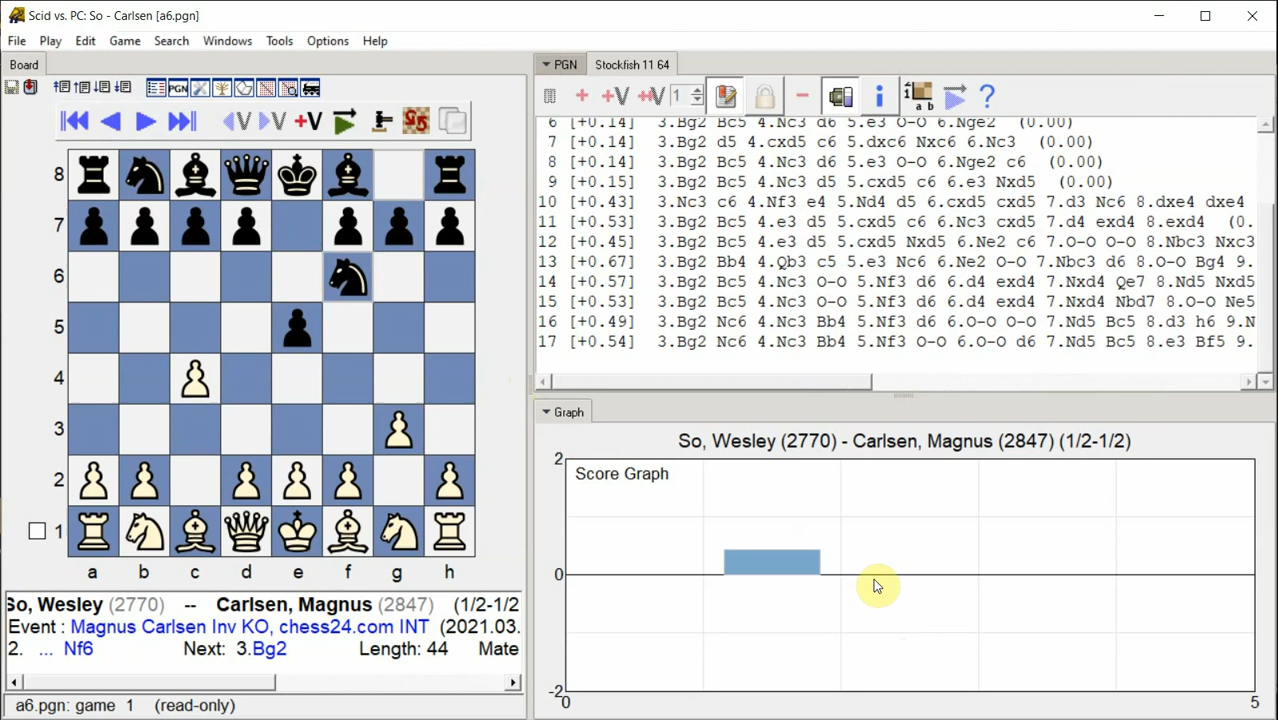 Scid vs. PC: So - Carlsen [a6.pgn]
File Play Edit Game Search Windows Tools Options Help
Board
PGN Stockfish 11 64
PGN
1
a b
V V +V
6 [+0.14] 3.Bg2 Bc5 4.Nc3 d6 5.e3 O-O 6.Nge2 (0.00)
7 [+0.14] 3.Bg2 d5 4.cxd5 c6 5.dxc6 Nxc6 6.Nc3 (0.00)
8 [+0.14] 3.Bg2 Bc5 4.Nc3 d6 5.e3 O-O 6.Nge2 c6 (0.00)
9 [+0.15] 3.Bg2 Bc5 4.Nc3 d5 5.cxd5 c6 6.e3 Nxd5 (0.00)
10 [+0.43] 3.Nc3 c6 4.Nf3 e4 5.Nd4 d5 6.cxd5 cxd5 7.d3 Nc6 8.dxe4 dxe4
11 [+0.53] 3.Bg2 Bc5 4.e3 d5 5.cxd5 c6 6.Nc3 cxd5 7.d4 exd4 8.exd4 (0.
12 [+0.45] 3.Bg2 Bc5 4.e3 d5 5.cxd5 Nxd5 6.Ne2 c6 7.O-O O-O 8.Nbc3 Nxc3
13 [+0.67] 3.Bg2 Bb4 4.Qb3 c5 5.e3 Nc6 6.Ne2 O-O 7.Nbc3 d6 8.O-O Bg4 9.
14 [+0.57] 3.Bg2 Bc5 4.Nc3 O-O 5.Nf3 d6 6.d4 exd4 7.Nxd4 Qe7 8.Nd5 Nxd5
15 [+0.53] 3.Bg2 Bc5 4.Nc3 O-O 5.Nf3 d6 6.d4 exd4 7.Nxd4 Nbd7 8.O-O Ne5
16 [+0.49] 3.Bg2 Nc6 4.Nc3 Bb4 5.Nf3 d6 6.O-O O-O 7.Nd5 Bc5 8.d3 h6 9.N
17 [+0.54] 3.Bg2 Nc6 4.Nc3 Bb4 5.Nf3 O-O 6.O-O d6 7.Nd5 Bc5 8.e3 Bf5 9.
8
7
6
5
4
3
2
1
a b c d e f g h
Graph
So, Wesley (2770) - Carlsen, Magnus (2847) (1/2-1/2)
Score Graph
2
0
-2
0 5
So, Wesley (2770) -- Carlsen, Magnus (2847) (1/2-1/2
Event : Magnus Carlsen Inv KO, chess24.com INT (2021.03.
2. ... Nf6 Next: 3.Bg2 Length: 44 Mate
a6.pgn: game 1 (read-only)